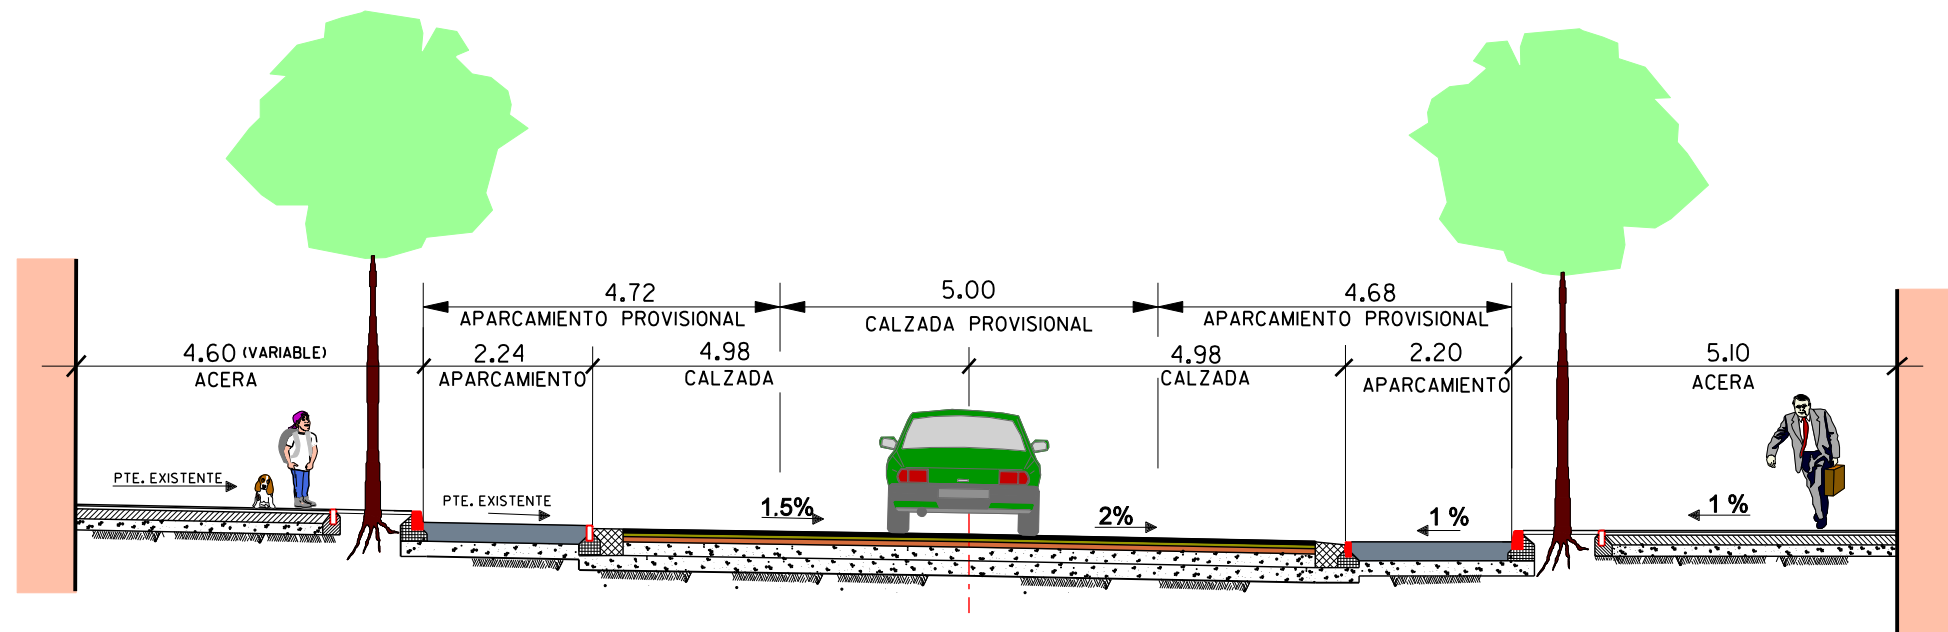 4.72
5.00
4.68
APARCAMIENTO PROVISIONAL
CALZADA PROVISIONAL
APARCAMIENTO PROVISIONAL
4.60 (VARIABLE)
2.24
4.98
4.98
2.20
5.10
ACERA
APARCAMIENTO
CALZADA
CALZADA
APARCAMIENTO
ACERA
PTE. EXISTENTE
PTE. EXISTENTE
1.5%
2%
1 %
1 %